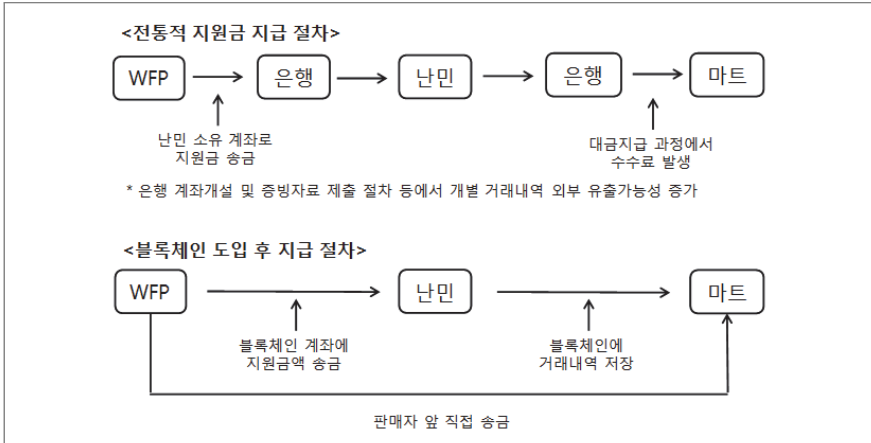 <전통적 지원금 지급 절차>
WFP 은행 난민 은행 마트
난민 소유 계좌로
지원금 송금
대금지급 과정에서
수수료 발생
* 은행 계좌개설 및 증빙자료 제출 절차 등에서 개별 거래내역 외부 유출가능성 증가
<블록체인 도입 후 지급 절차>
WFP 난민 마트
블록체인 계좌에
지원금액 송금
블록체인에
거래내역 저장
판매자 앞 직접 송금